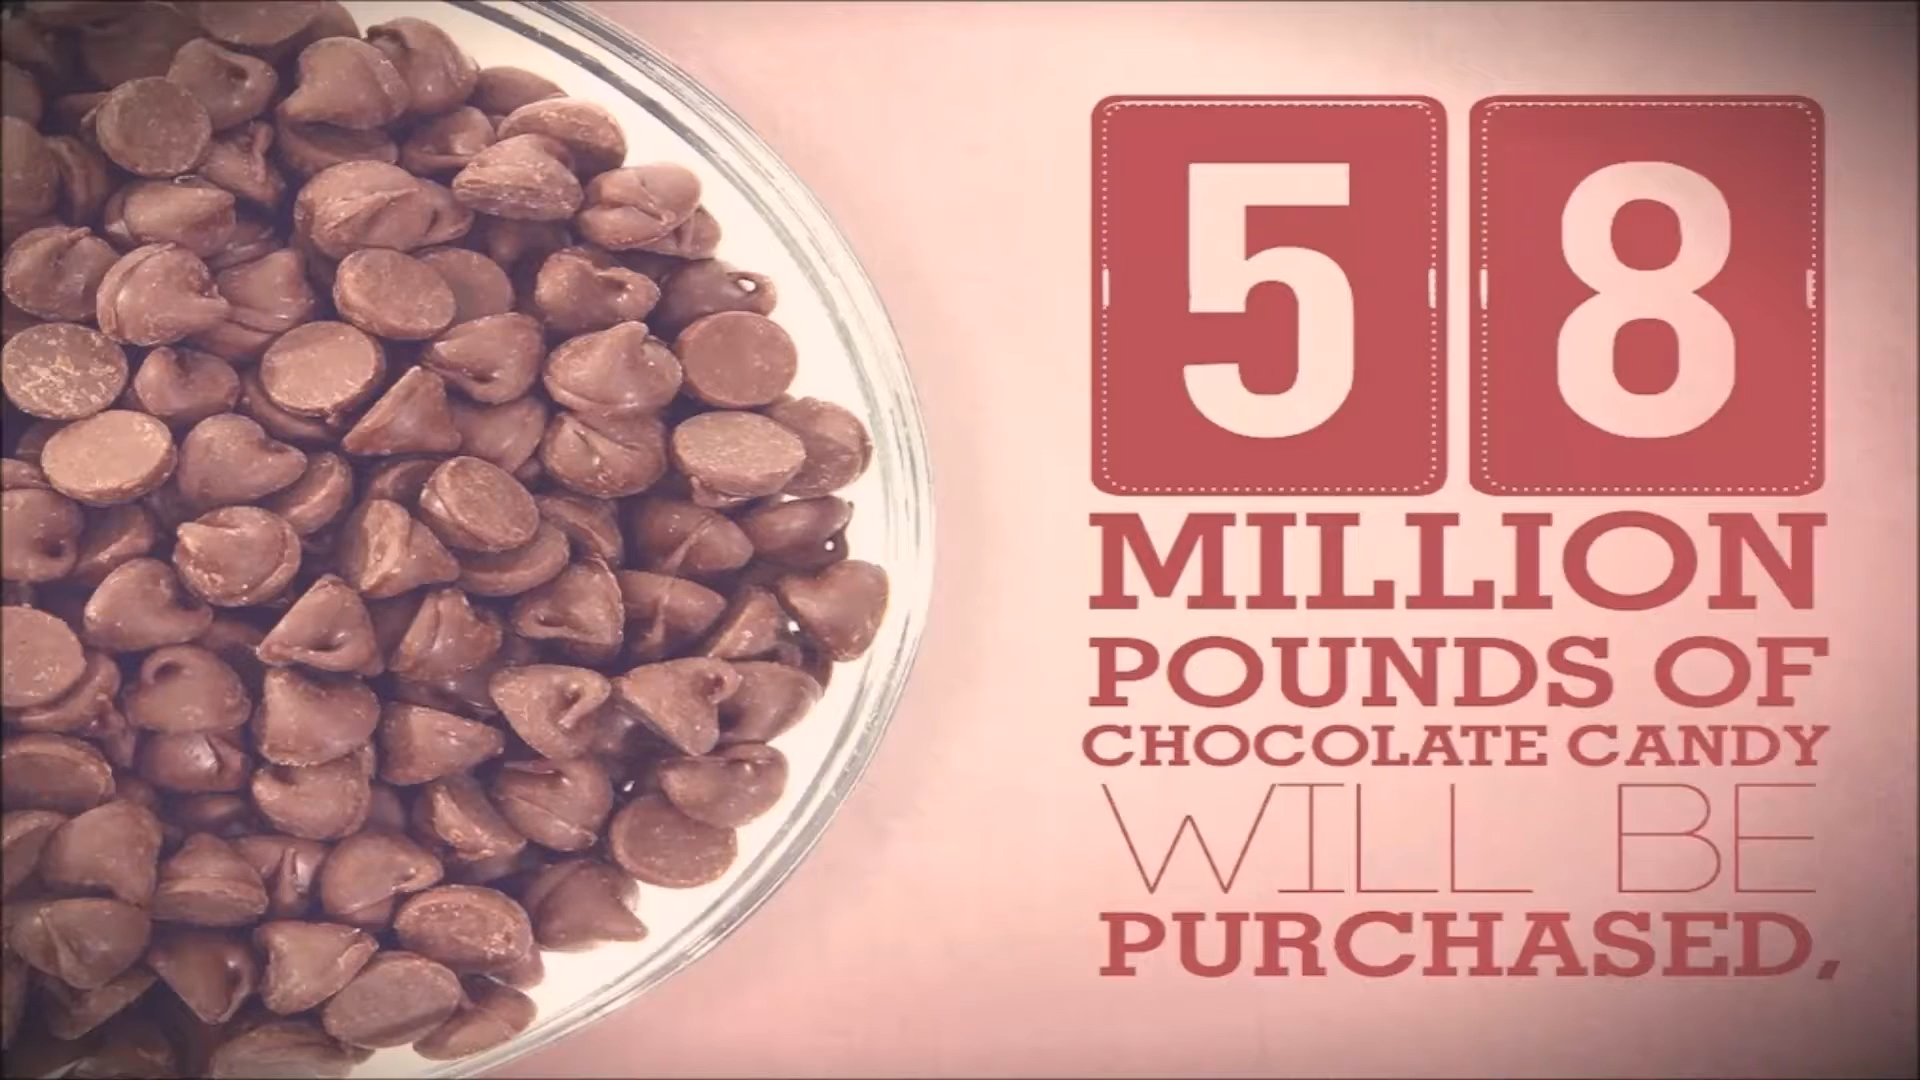 58
MILLION
POUNDS OF
CHOCOLATE CANDY
WILL BE
PURCHASED,